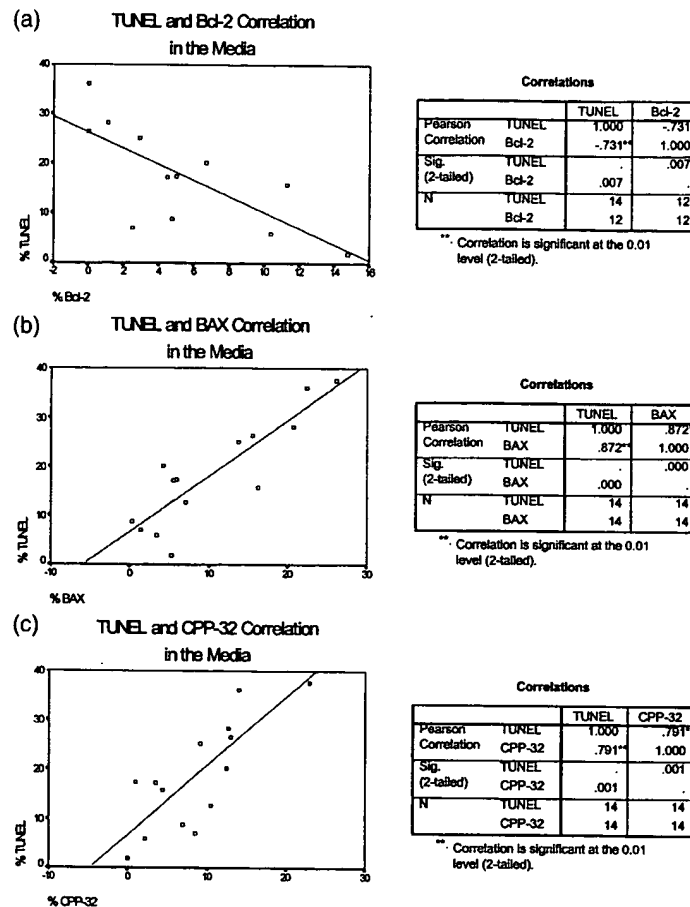 (a)
TUNEL and Bcl-2 Correlation
in the Media
40
30
20
10
0
-2 0 2 4 6 8 10 12 14 16
% TUNEL
% Bcl-2
Correlations
TUNEL Bcl-2
Pearson TUNEL 1.000 -.731
Correlation Bcl-2 -.731** 1.000
Sig. TUNEL . .007
(2-tailed) Bcl-2 .007 .
N TUNEL 14 12
Bcl-2 12 12
**. Correlation is significant at the 0.01
level (2-tailed).
(b)
TUNEL and BAX Correlation
in the Media
40
30
20
10
0
-10 0 10 20 30
% TUNEL
% BAX
Correlations
TUNEL BAX
Pearson TUNEL 1.000 .872*
Correlation BAX .872** 1.000
Sig. TUNEL . .000
(2-tailed) BAX .000 .
N TUNEL 14 14
BAX 14 14
**. Correlation is significant at the 0.01
level (2-tailed).
(c)
TUNEL and CPP-32 Correlation
in the Media
40
30
20
10
0
-10 0 10 20 30
% TUNEL
% CPP-32
Correlations
TUNEL CPP-32
Pearson TUNEL 1.000 .791*
Correlation CPP-32 .791** 1.000
Sig. TUNEL . .001
(2-tailed) CPP-32 .001 .
N TUNEL 14 14
CPP-32 14 14
**. Correlation is significant at the 0.01
level (2-tailed).